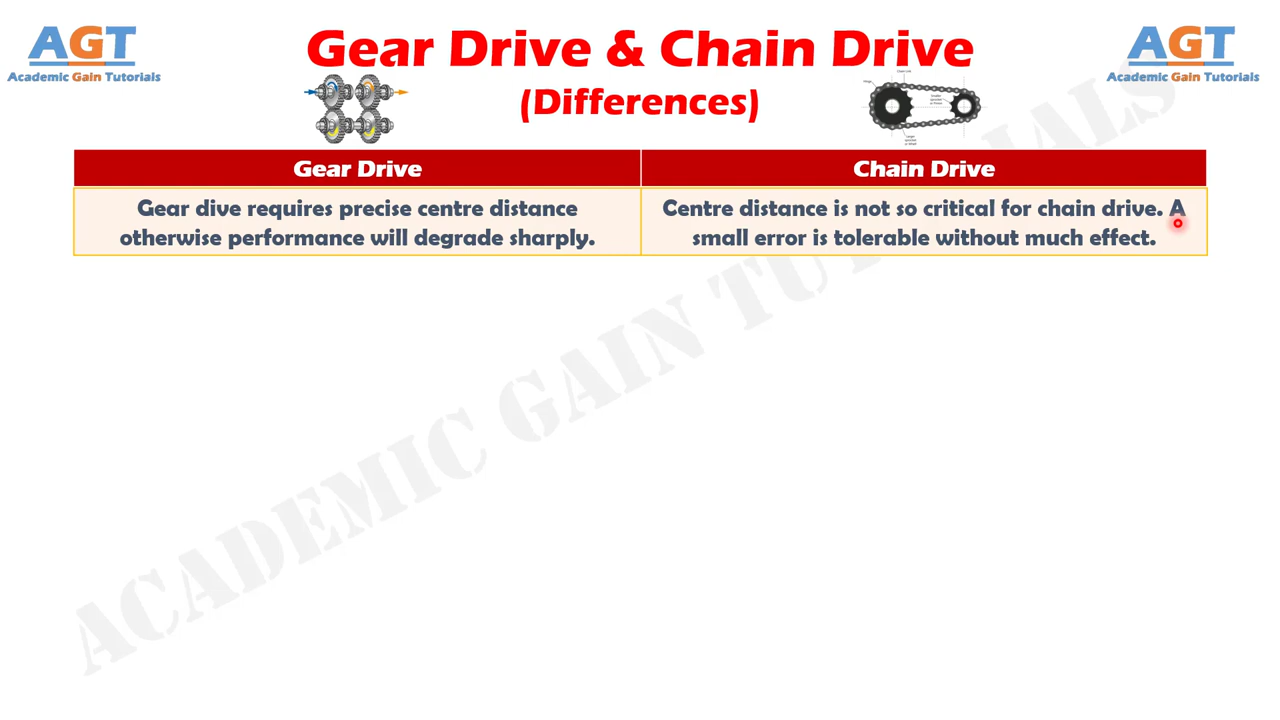 AGT
Academic Gain Tutorials
Gear Drive & Chain Drive
(Differences)
AGT
Academic Gain Tutorials
Gear Drive
Chain Drive
Gear dive requires precise centre distance
otherwise performance will degrade sharply.
Centre distance is not so critical for chain drive. A
small error is tolerable without much effect.
ACADEMIC GAIN TUTORIALS